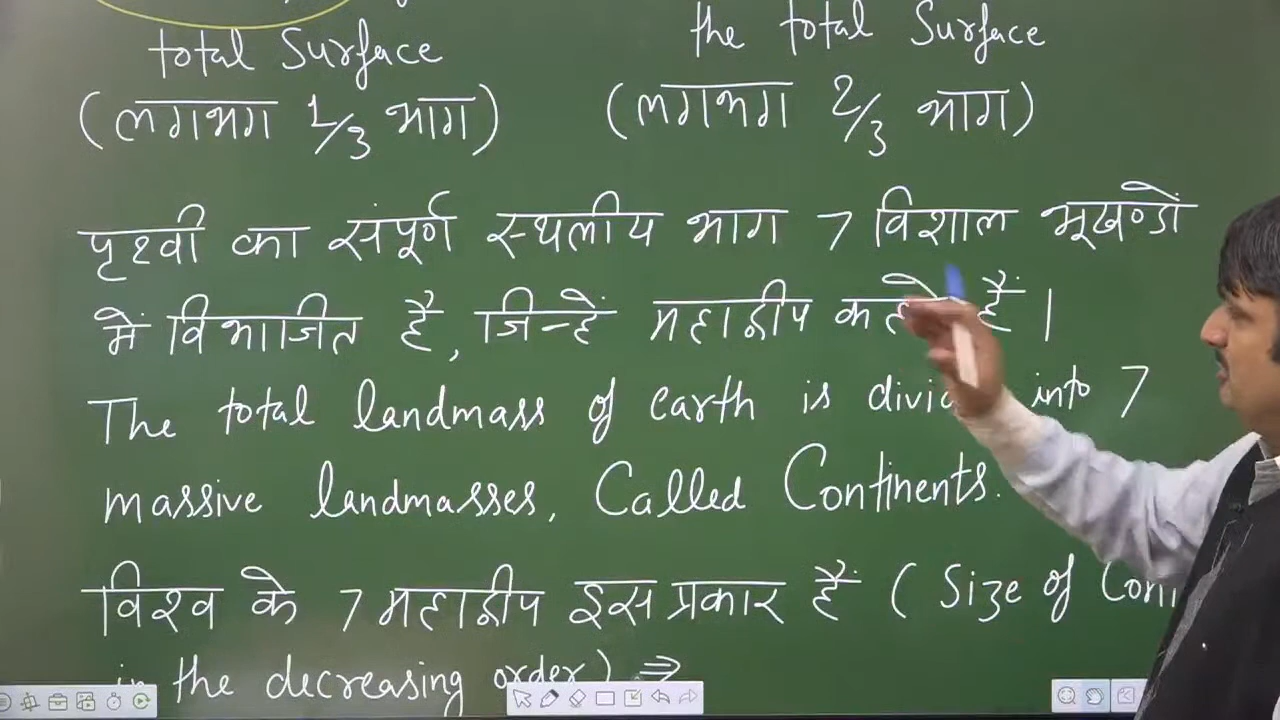 total Surface
the total Surface
(लगभग 1/3 भाग)
(लगभग 2/3 भाग)
पृथ्वी का संपूर्ण स्थलीय भाग 7 विशाल भूखण्डों
में विभाजित है, जिन्हें महाद्वीप कहते हैं।
The total landmass of earth is into 7
massive landmasses, Called Continents.
विश्व के 7 महाद्वीप इस प्रकार हैं (Size of
in the decreasing order) ⇒